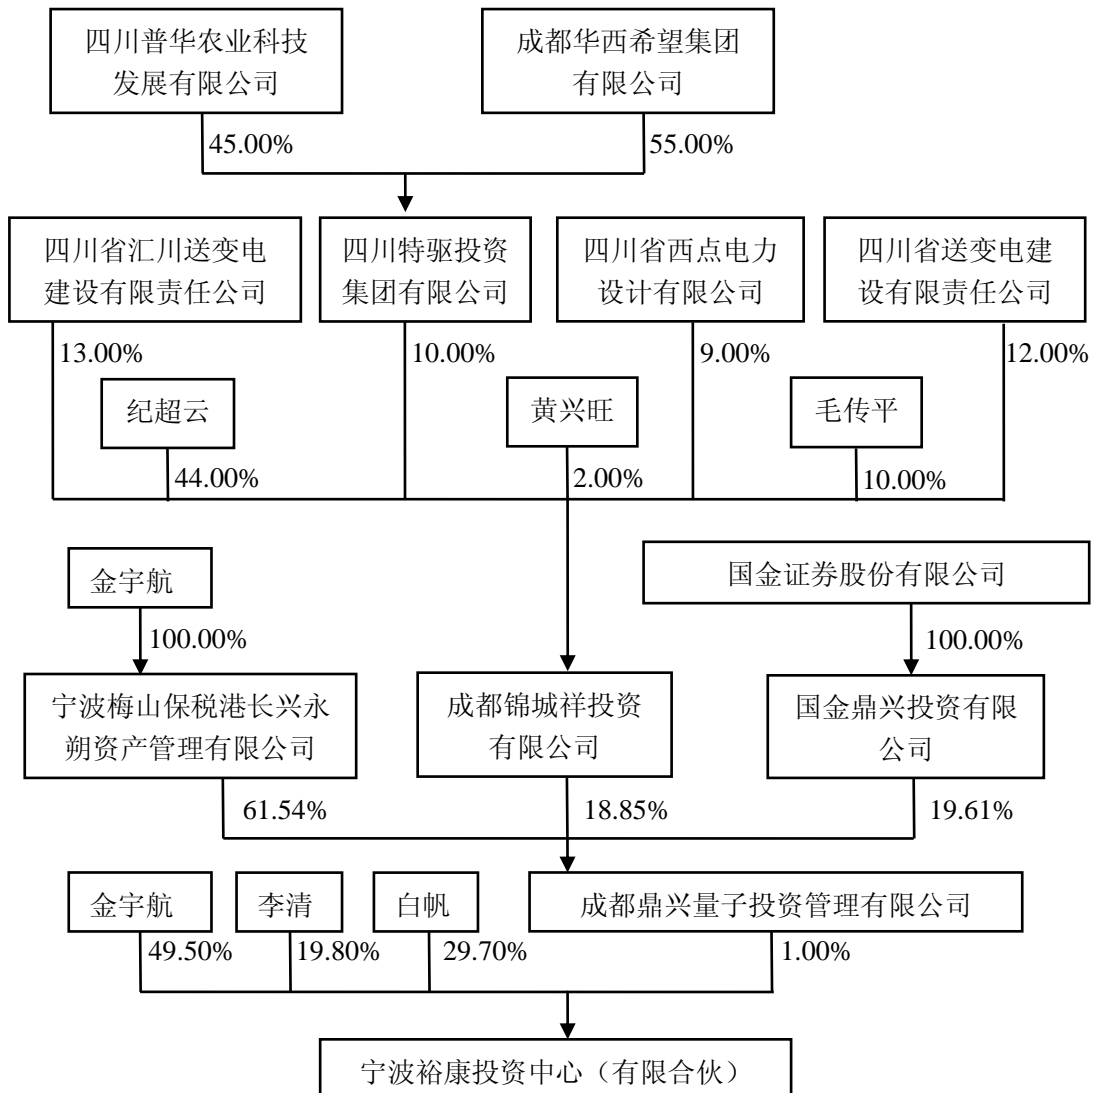 四川普华农业科技
发展有限公司
成都华西希望集团
有限公司
45.00%
55.00%
四川省汇川送变电
建设有限责任公司
四川特驱投资
集团有限公司
四川省西点电力
设计有限公司
四川省送变电建
设有限责任公司
13.00%
10.00%
9.00%
12.00%
纪超云
黄兴旺
毛传平
44.00%
2.00%
10.00%
金宇航
国金证券股份有限公司
100.00%
100.00%
宁波梅山保税港长兴永
朔资产管理有限公司
成都锦城祥投资
有限公司
国金鼎兴投资有限
公司
61.54%
18.85%
19.61%
金宇航
李清
白帆
成都鼎兴量子投资管理有限公司
49.50%
19.80%
29.70%
1.00%
宁波裕康投资中心（有限合伙）